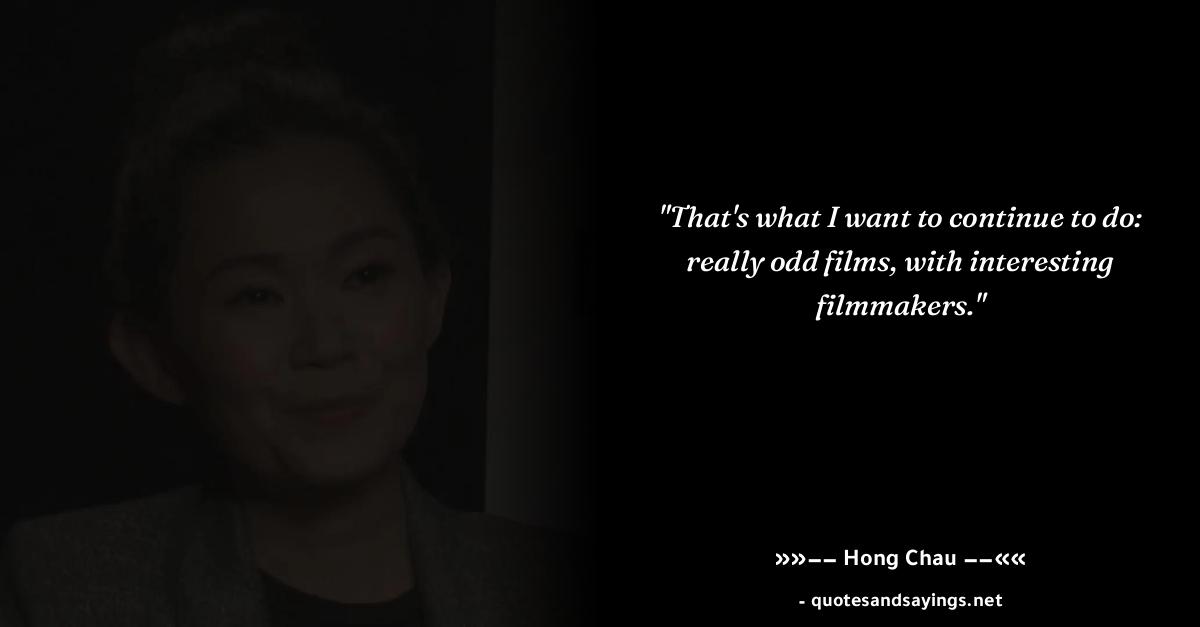 "That's what I want to continue to do:
really odd films, with interesting
filmmakers."
»»–– Hong Chau ––««
- quotesandsayings.net